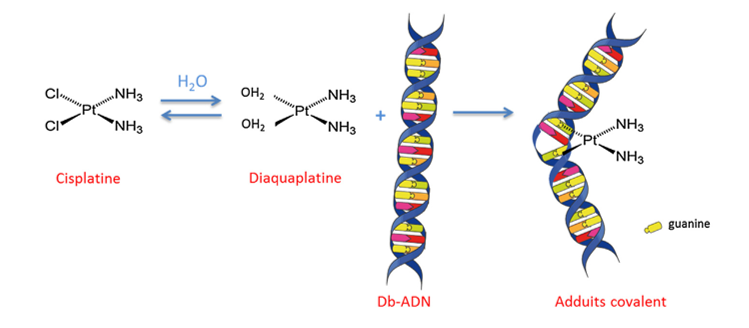 Cl
Cl
Pt
NH3
NH3
H2O
OH2
OH2
Pt
NH3
NH3
+
Pt
NH3
NH3
guanine
Cisplatine
Diaquaplatine
Db-ADN
Adduits covalent